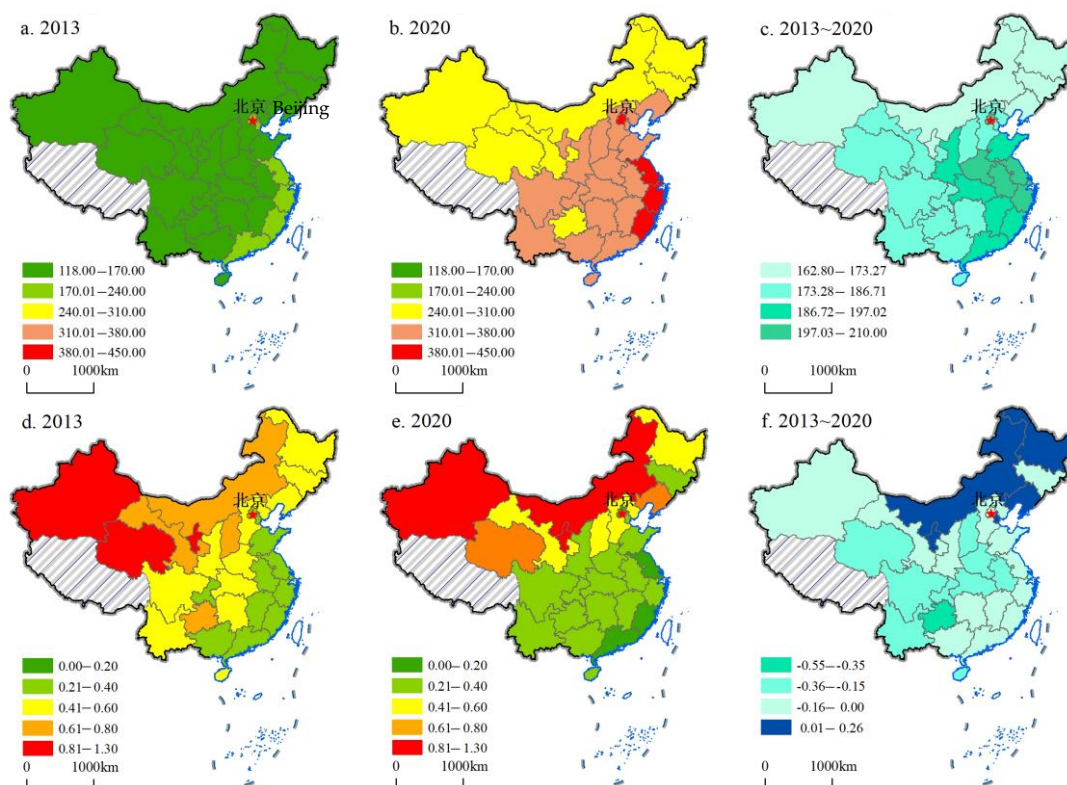 a. 2013
北京 Beijing
118.00—170.00
170.01—240.00
240.01—310.00
310.01—380.00
380.01—450.00
0 1000km
b. 2020
北京
118.00—170.00
170.01—240.00
240.01—310.00
310.01—380.00
380.01—450.00
0 1000km
c. 2013~2020
北京
162.80—173.27
173.28—186.71
186.72—197.02
197.03—210.00
0 1000km
d. 2013
北京
0.00—0.20
0.21—0.40
0.41—0.60
0.61—0.80
0.81—1.30
0 1000km
e. 2020
北京
0.00—0.20
0.21—0.40
0.41—0.60
0.61—0.80
0.81—1.30
0 1000km
f. 2013~2020
北京
-0.55—-0.35
-0.36—-0.15
-0.16—0.00
0.01—0.26
0 1000km